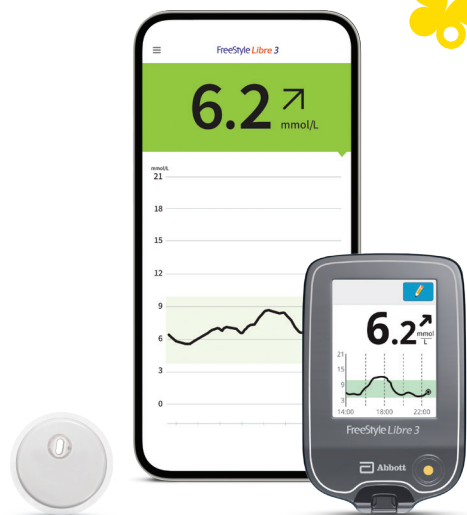 FreeStyle Libre 3
6.2
mmol/L
mmol/L
21
18
15
12
9
6
3
0
6.2
mmol
L
21
15
9
3
14:00 18:00 22:00
FreeStyle Libre 3
Abbott